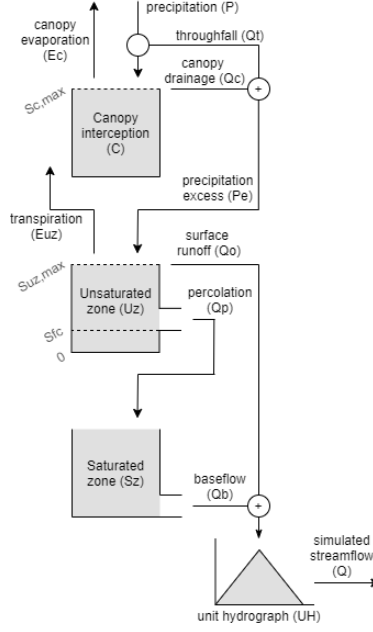 precipitation (P)
canopy
evaporation (Ec)
throughfall (Qt)
canopy
drainage (Qc)
+
Sc,max
Canopy
interception
(C)
precipitation
excess (Pe)
transpiration
(Euz)
surface
runoff (Qo)
Suz,max
Unsaturated
zone (Uz)
percolation
(Qp)
Sfc
0
Saturated
zone (Sz)
baseflow
(Qb)
+
simulated
streamflow
(Q)
unit hydrograph (UH)